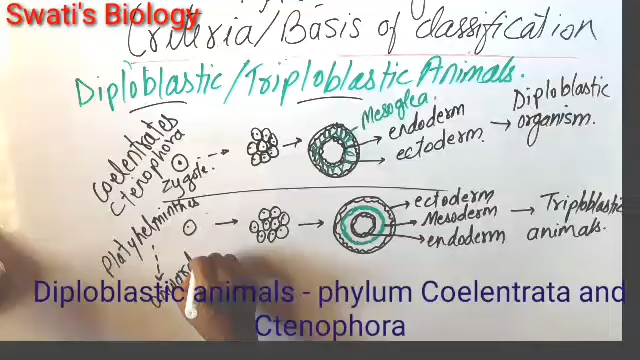 Swati's Biology
Criteria/Basis of classification
Diploblastic/Triploblastic Animals.
Mesoglea
Coelentrates
Ctenophora
Zygote.
endoderm
ectoderm
Diploblastic
organism.
Platyhelminthes
ectoderm
Mesoderm
endoderm
Triploblastic
animals.
Diploblastic animals - phylum Coelentrata and
Ctenophora